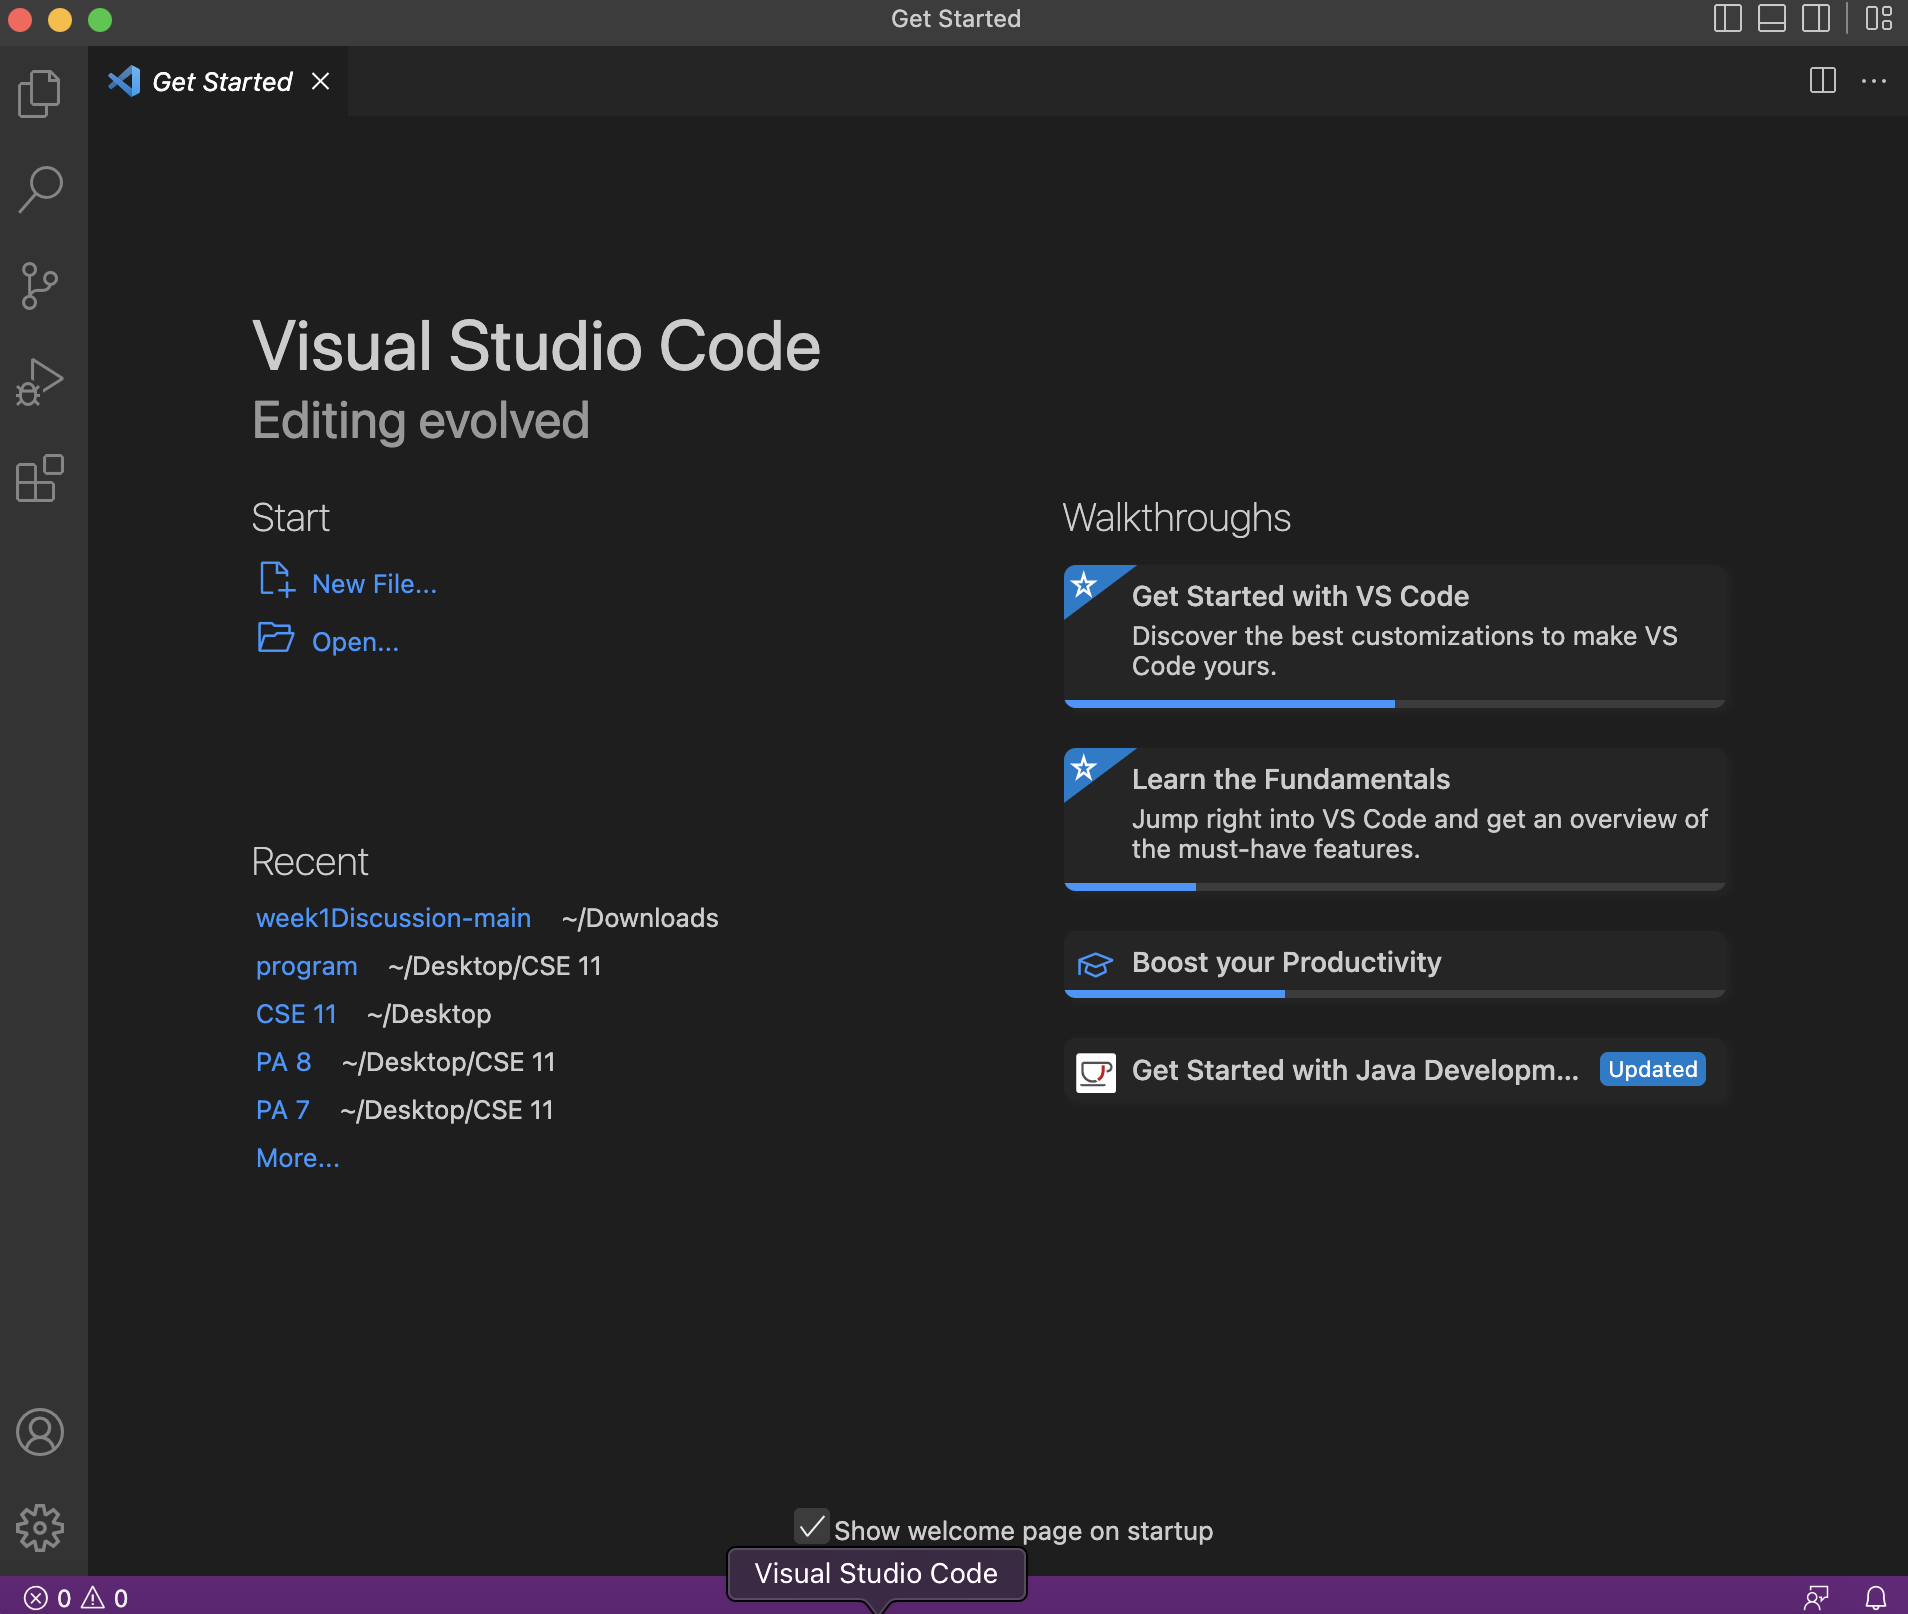 Get Started
Get Started
Visual Studio Code
Editing evolved
Start
New File...
Open...
Recent
week1Discussion-main ~/Downloads
program ~/Desktop/CSE 11
CSE 11 ~/Desktop
PA 8 ~/Desktop/CSE 11
PA 7 ~/Desktop/CSE 11
More...
Walkthroughs
Get Started with VS Code
Discover the best customizations to make VS
Code yours.
Learn the Fundamentals
Jump right into VS Code and get an overview of
the must-have features.
Boost your Productivity
Get Started with Java Developm... Updated
Show welcome page on startup
Visual Studio Code
0 0